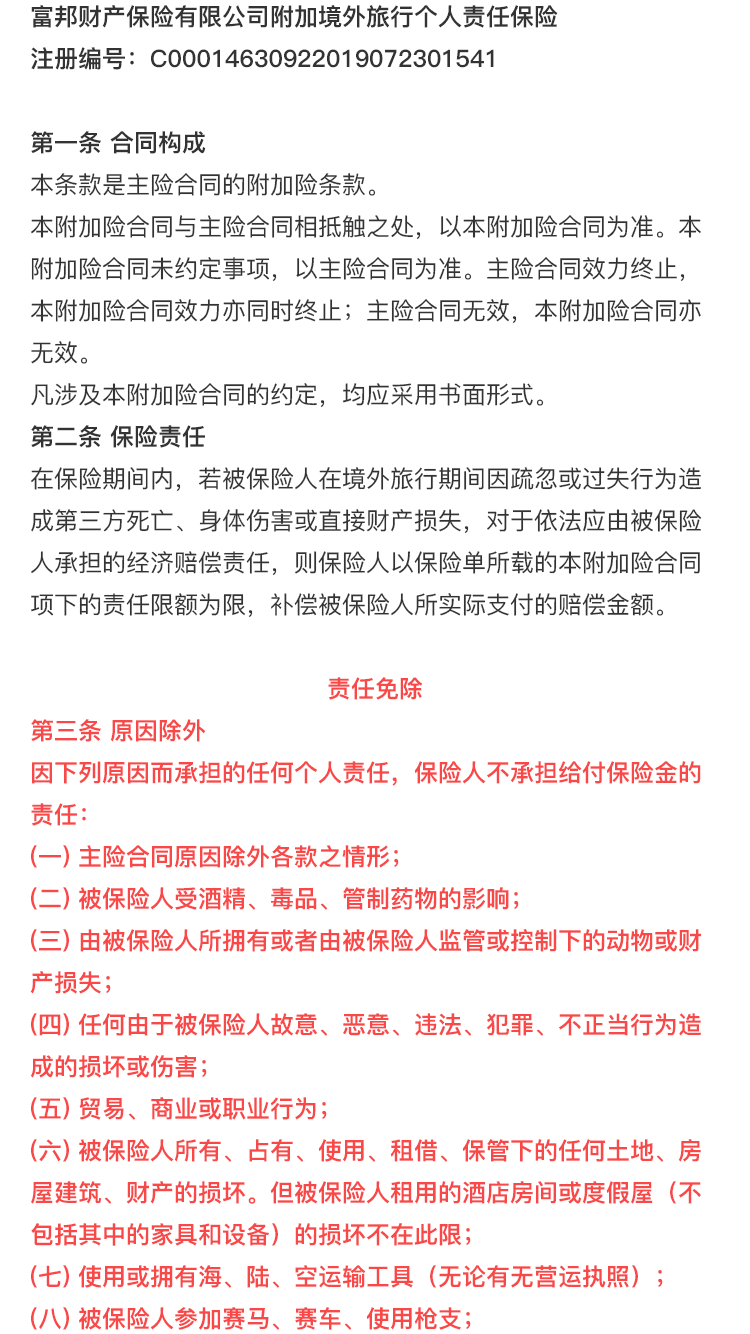 富邦财产保险有限公司附加境外旅行个人责任保险
注册编号：C00014630922019072301541
第一条 合同构成
本条款是主险合同的附加险条款。
本附加险合同与主险合同相抵触之处，以本附加险合同为准。本
附加险合同未约定事项，以主险合同为准。主险合同效力终止，
本附加险合同效力亦同时终止；主险合同无效，本附加险合同亦
无效。
凡涉及本附加险合同的约定，均应采用书面形式。
第二条 保险责任
在保险期间内，若被保险人在境外旅行期间因疏忽或过失行为造
成第三方死亡、身体伤害或直接财产损失，对于依法应由被保险
人承担的经济赔偿责任，则保险人以保险单所载的本附加险合同
项下的责任限额为限，补偿被保险人所实际支付的赔偿金额。
责任免除
第三条 原因除外
因下列原因而承担的任何个人责任，保险人不承担给付保险金的
责任：
(一) 主险合同原因除外各款之情形；
(二) 被保险人受酒精、毒品、管制药物的影响；
(三) 由被保险人所拥有或者由被保险人监管或控制下的动物或财
产损失；
(四) 任何由于被保险人故意、恶意、违法、犯罪、不正当行为造
成的损坏或伤害；
(五) 贸易、商业或职业行为；
(六) 被保险人所有、占有、使用、租借、保管下的任何土地、房
屋建筑、财产的损坏。但被保险人租用的酒店房间或度假屋（不
包括其中的家具和设备）的损坏不在此限；
(七) 使用或拥有海、陆、空运输工具（无论有无营运执照）；
(八) 被保险人参加赛马、赛车、使用枪支；